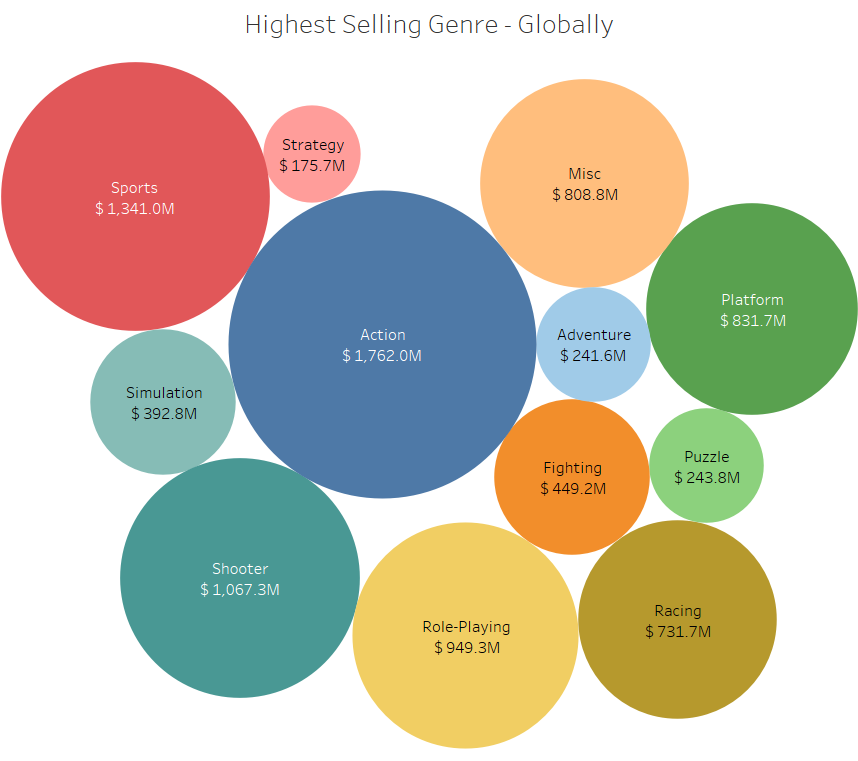 Highest Selling Genre - Globally
Strategy
$ 175.7M
Misc
$ 808.8M
Sports
$ 1,341.0M
Platform
$ 831.7M
Action
$ 1,762.0M
Adventure
$ 241.6M
Simulation
$ 392.8M
Fighting
$ 449.2M
Puzzle
$ 243.8M
Shooter
$ 1,067.3M
Role-Playing
$ 949.3M
Racing
$ 731.7M